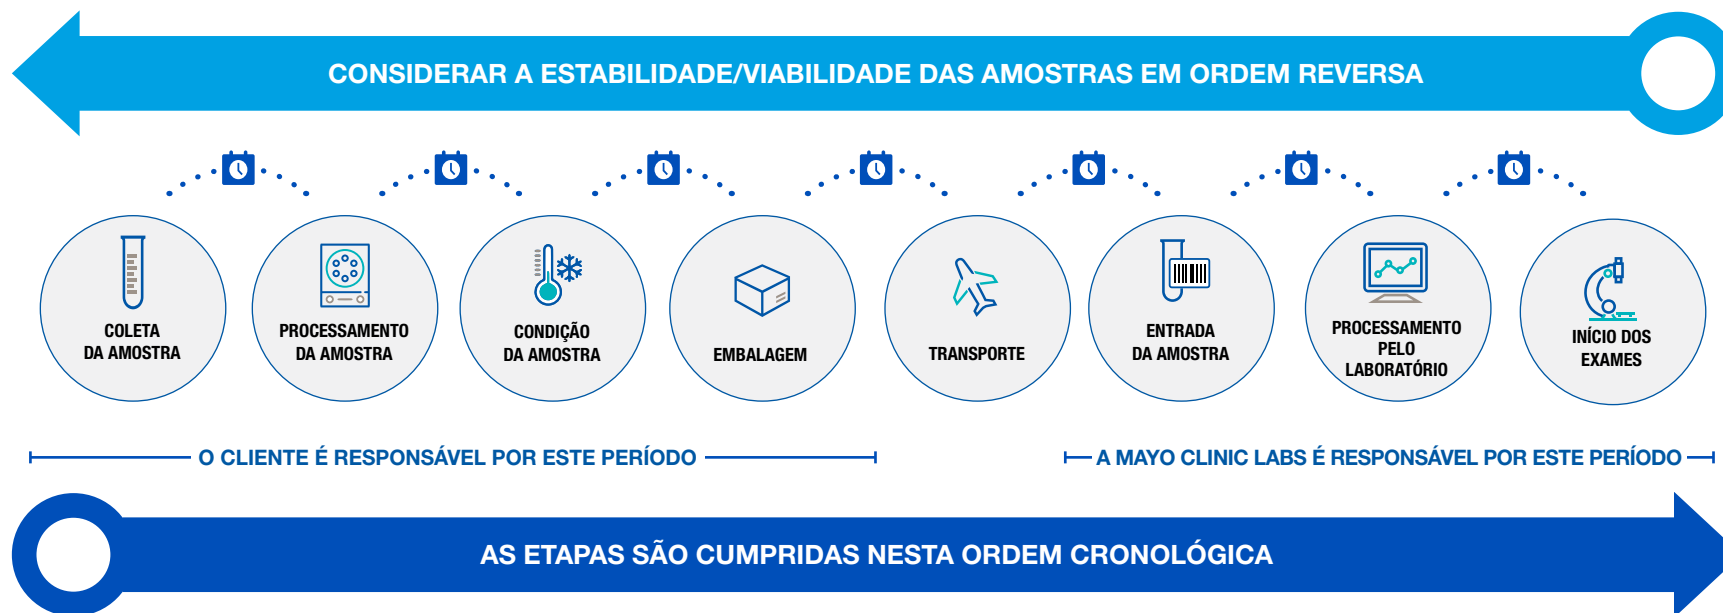 CONSIDERAR A ESTABILIDADE/VIABILIDADE DAS AMOSTRAS EM ORDEM REVERSA
COLETA
DA AMOSTRA
PROCESSAMENTO
DA AMOSTRA
CONDIÇÃO
DA AMOSTRA
EMBALAGEM
TRANSPORTE
ENTRADA
DA AMOSTRA
PROCESSAMENTO
PELO
LABORATÓRIO
INÍCIO DOS
EXAMES
O CLIENTE É RESPONSÁVEL POR ESTE PERÍODO
A MAYO CLINIC LABS É RESPONSÁVEL POR ESTE PERÍODO
AS ETAPAS SÃO CUMPRIDAS NESTA ORDEM CRONOLÓGICA